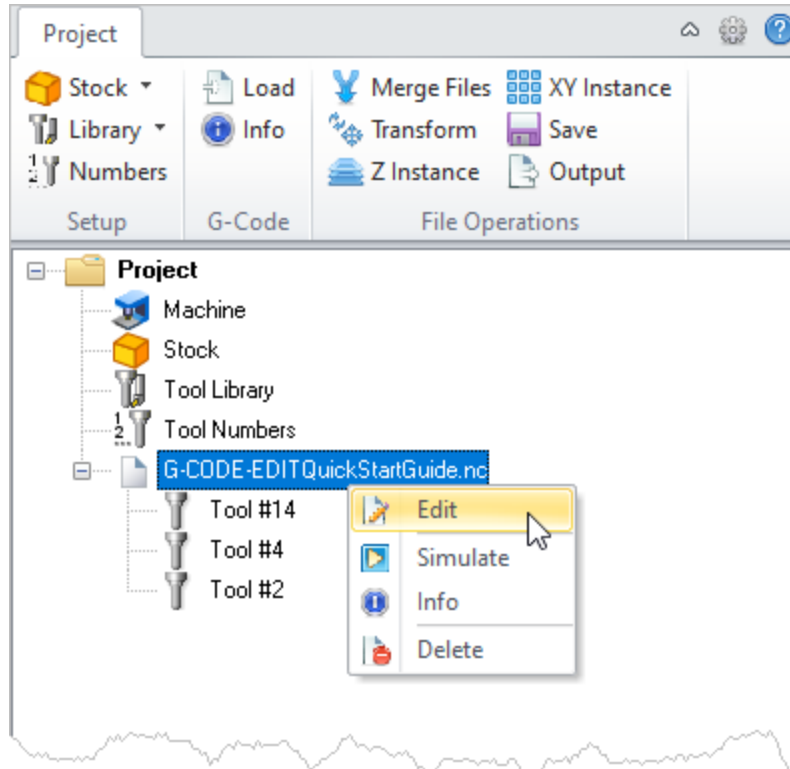 Project
Stock Load Merge Files XY Instance
Library Info Transform Save
Numbers Z Instance Output
Setup G-Code File Operations
Project
Machine
Stock
Tool Library
Tool Numbers
G-CODE-EDITQuickStartGuide.nc
Tool #14
Edit
Tool #4
Simulate
Tool #2
Info
Delete